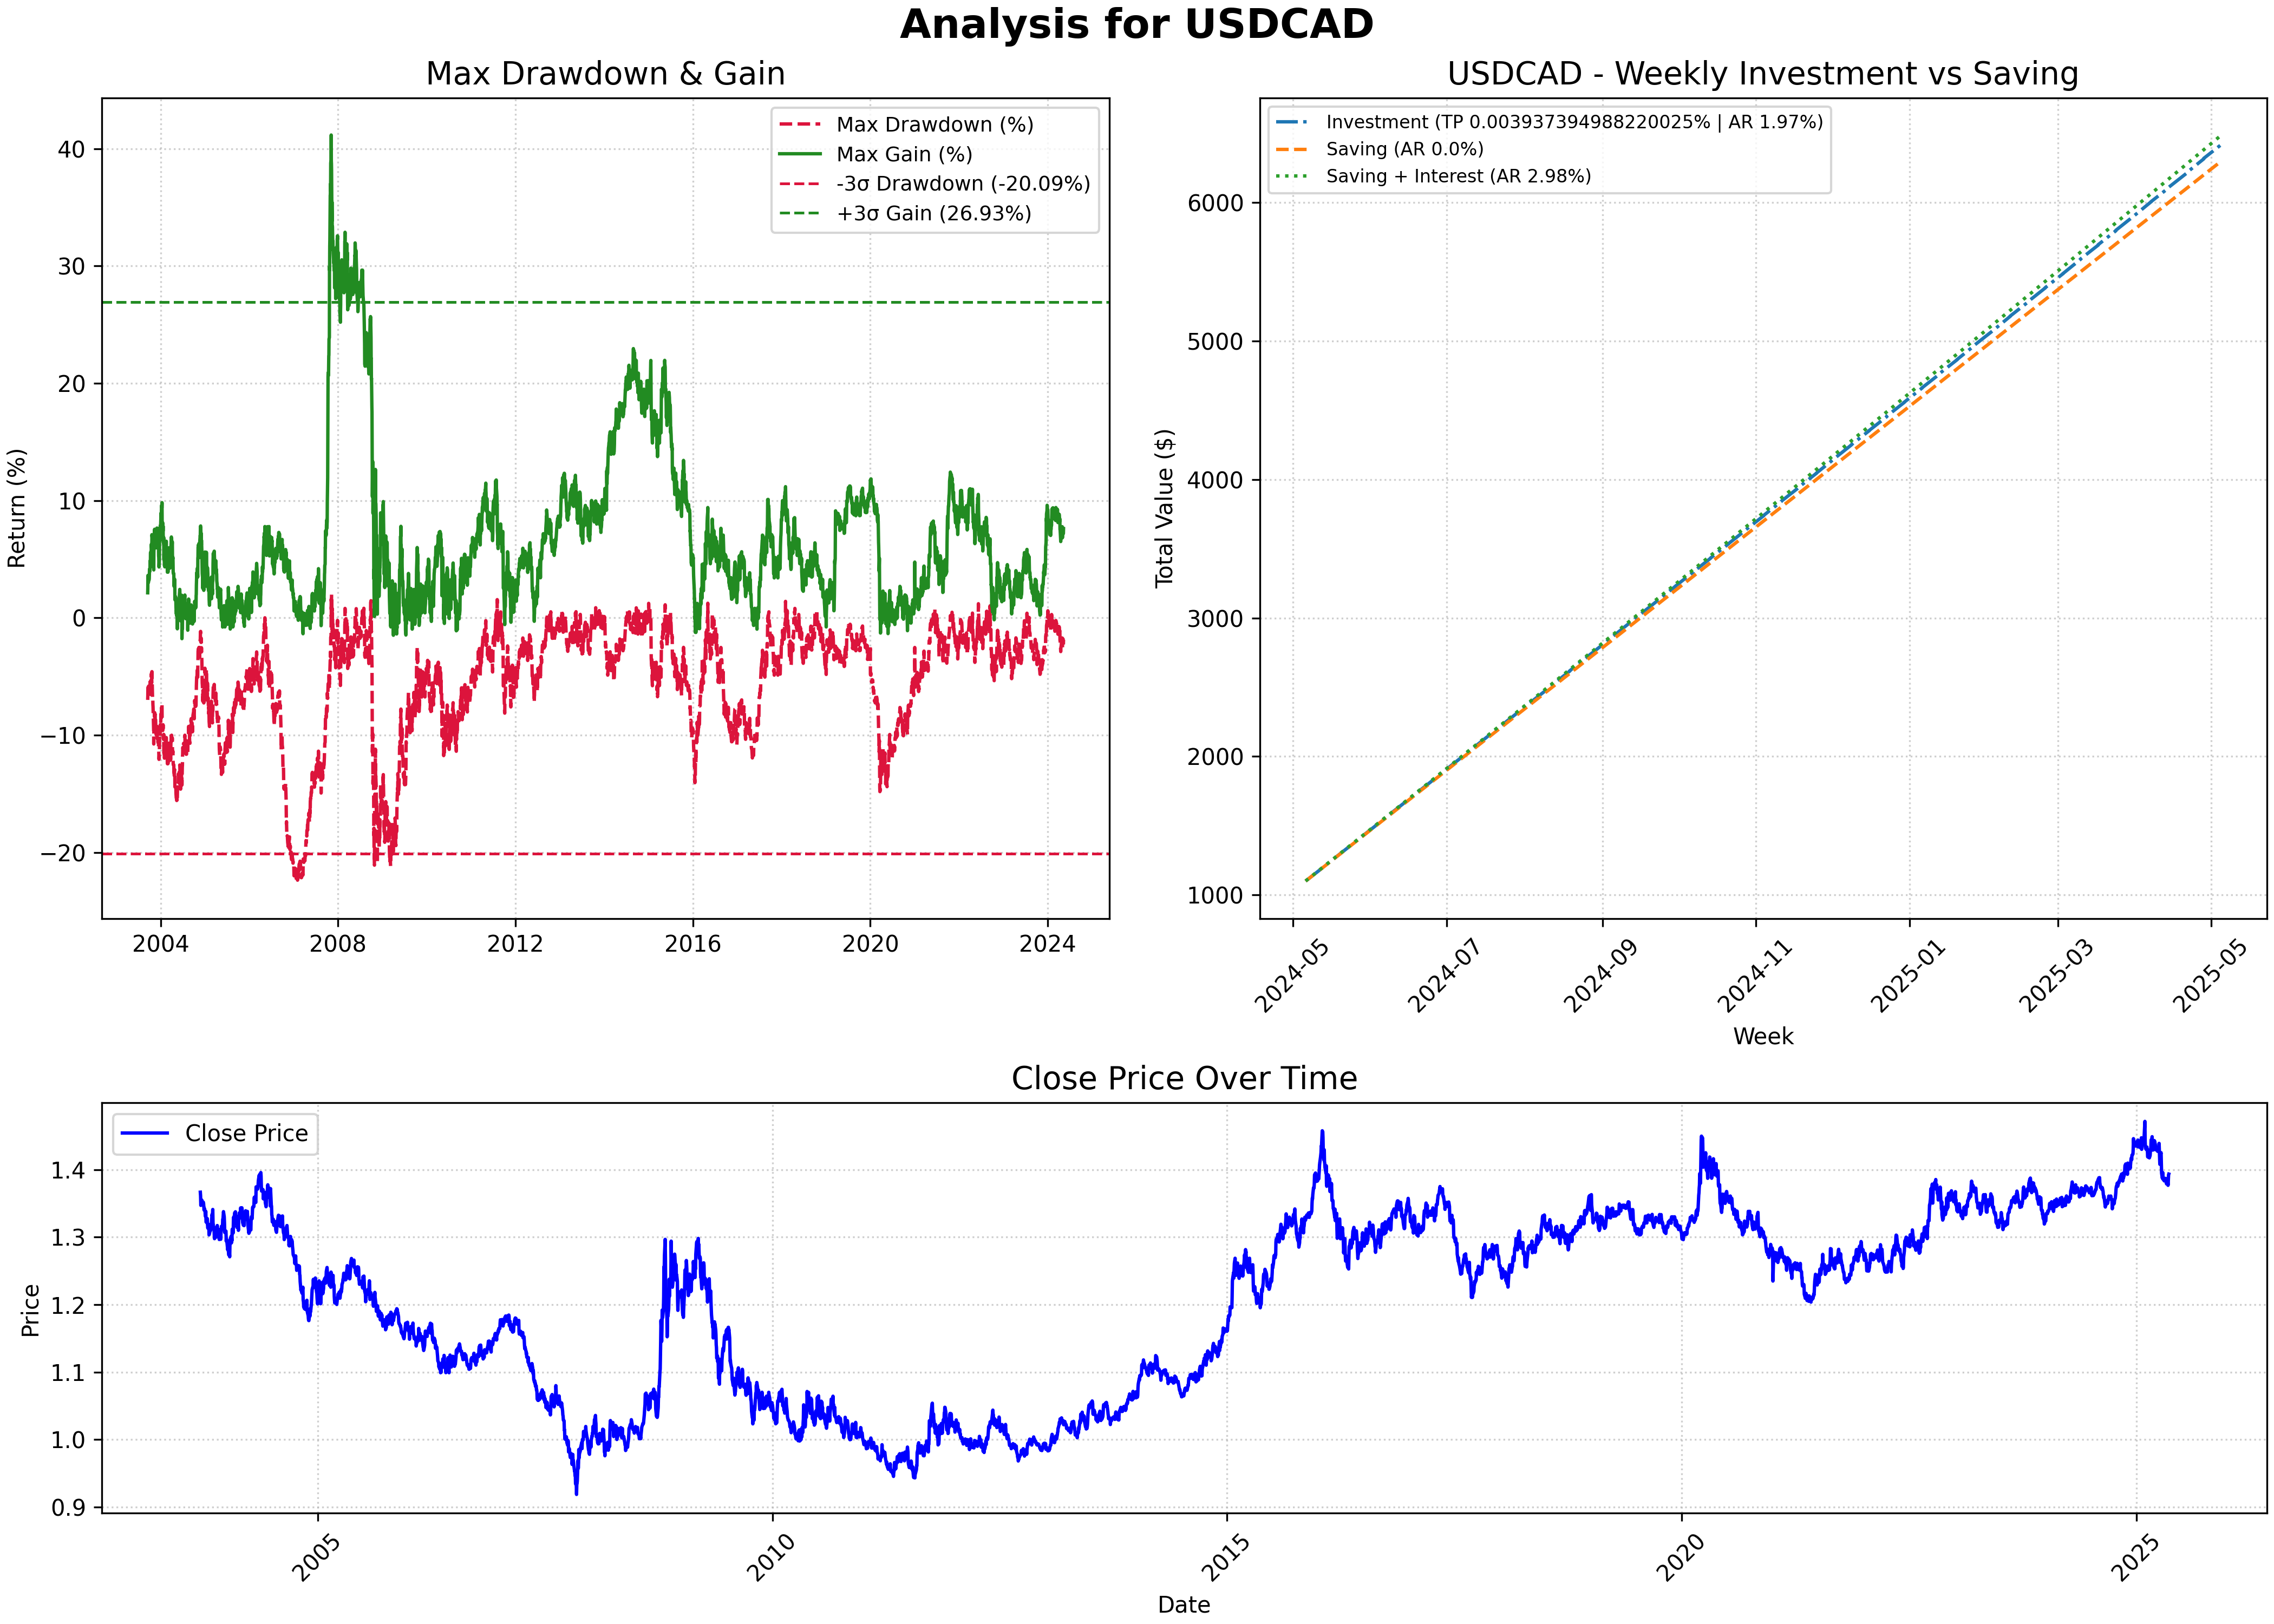 Analysis for USDCAD
Max Drawdown & Gain
Return (%)
40
30
20
10
0
−10
−20
2004
2008
2012
2016
2020
2024
Max Drawdown (%)
Max Gain (%)
-3σ Drawdown (-20.09%)
+3σ Gain (26.93%)
USDCAD - Weekly Investment vs Saving
Total Value ($)
6000
5000
4000
3000
2000
1000
2024-05
2024-07
2024-09
2024-11
2025-01
2025-03
2025-05
Week
Investment (TP 0.003937394988220025% | AR 1.97%)
Saving (AR 0.0%)
Saving + Interest (AR 2.98%)
Close Price Over Time
Close Price
Price
1.4
1.3
1.2
1.1
1.0
0.9
2005
2010
2015
2020
2025
Date